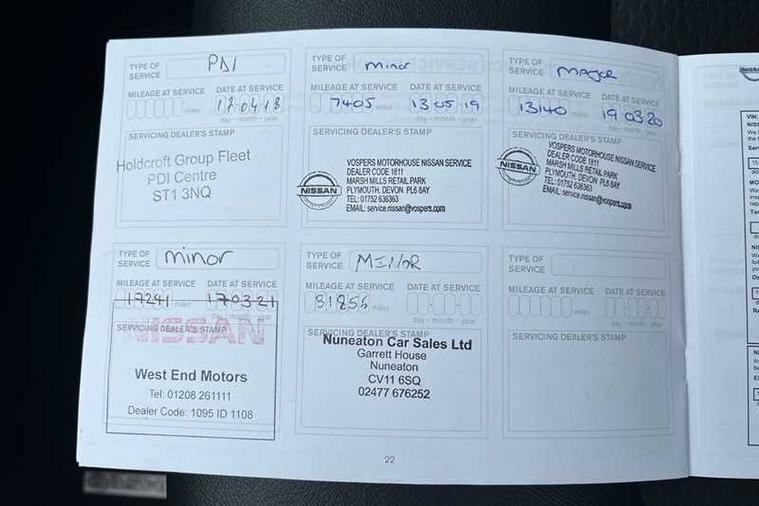 TYPE OF SERVICE PDI
MILEAGE AT SERVICE DATE AT SERVICE
miles 17 04 18
day - month - year
SERVICING DEALER'S STAMP
Holdcroft Group Fleet
PDI Centre
ST1 3NQ
TYPE OF SERVICE Minor
MILEAGE AT SERVICE DATE AT SERVICE
7405 miles 13 05 19
day - month - year
SERVICING DEALER'S STAMP
NISSAN
VOSPERS MOTORHOUSE NISSAN SERVICE
DEALER CODE 1811
MARSH MILLS RETAIL PARK
PLYMOUTH, DEVON PL6 8AY
TEL: 01752 636363
EMAIL: service.nissan@vospers.com
TYPE OF SERVICE MAJOR
MILEAGE AT SERVICE DATE AT SERVICE
13140 miles 19 03 20
day - month - year
SERVICING DEALER'S STAMP
NISSAN
VOSPERS MOTORHOUSE NISSAN SERVICE
DEALER CODE 1811
MARSH MILLS RETAIL PARK
PLYMOUTH, DEVON PL6 8AY
TEL: 01752 636363
EMAIL: service.nissan@vospers.com
TYPE OF SERVICE minor
MILEAGE AT SERVICE DATE AT SERVICE
17291 miles 17 03 21
day - month - year
NISSAN
SERVICING DEALER'S STAMP
West End Motors
Tel: 01208 261111
Dealer Code: 1095 ID 1108
TYPE OF SERVICE MINOR
MILEAGE AT SERVICE DATE AT SERVICE
31856 miles
day - month - year
SERVICING DEALER'S STAMP
Nuneaton Car Sales Ltd
Garrett House
Nuneaton
CV11 6SQ
02477 676252
TYPE OF SERVICE
MILEAGE AT SERVICE DATE AT SERVICE
miles
day - month - year
SERVICING DEALER'S STAMP
22
VIN: